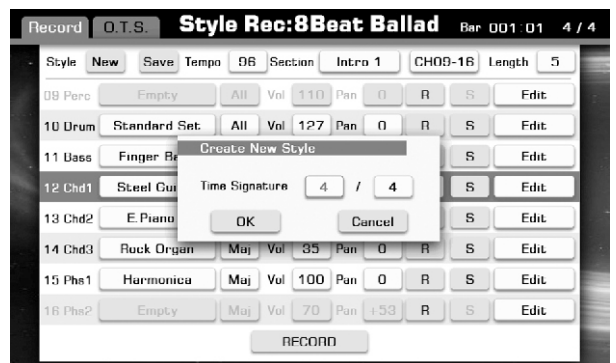 Record O.T.S. Style Rec:8Beat Ballad Bar 001:01 4 / 4
Style New Save Tempo 96 Section Intro 1 CH09-16 Length 5
09 Perc Empty All Vol 110 Pan 0 R S Edit
10 Drum Standard Set All Vol 127 Pan 0 R S Edit
11 Bass Finger S Edit
Create New Style
12 Chd1 Steel S Edit
Time Signature 4 / 4
13 Chd2 E.Piano S Edit
OK Cancel
14 Chd3 Rock Organ Maj Vol 35 Pan 0 R S Edit
15 Phs1 Harmonica Maj Vol 100 Pan 0 R S Edit
16 Phs2 Empty Maj Vol 70 Pan +53 R S Edit
RECORD